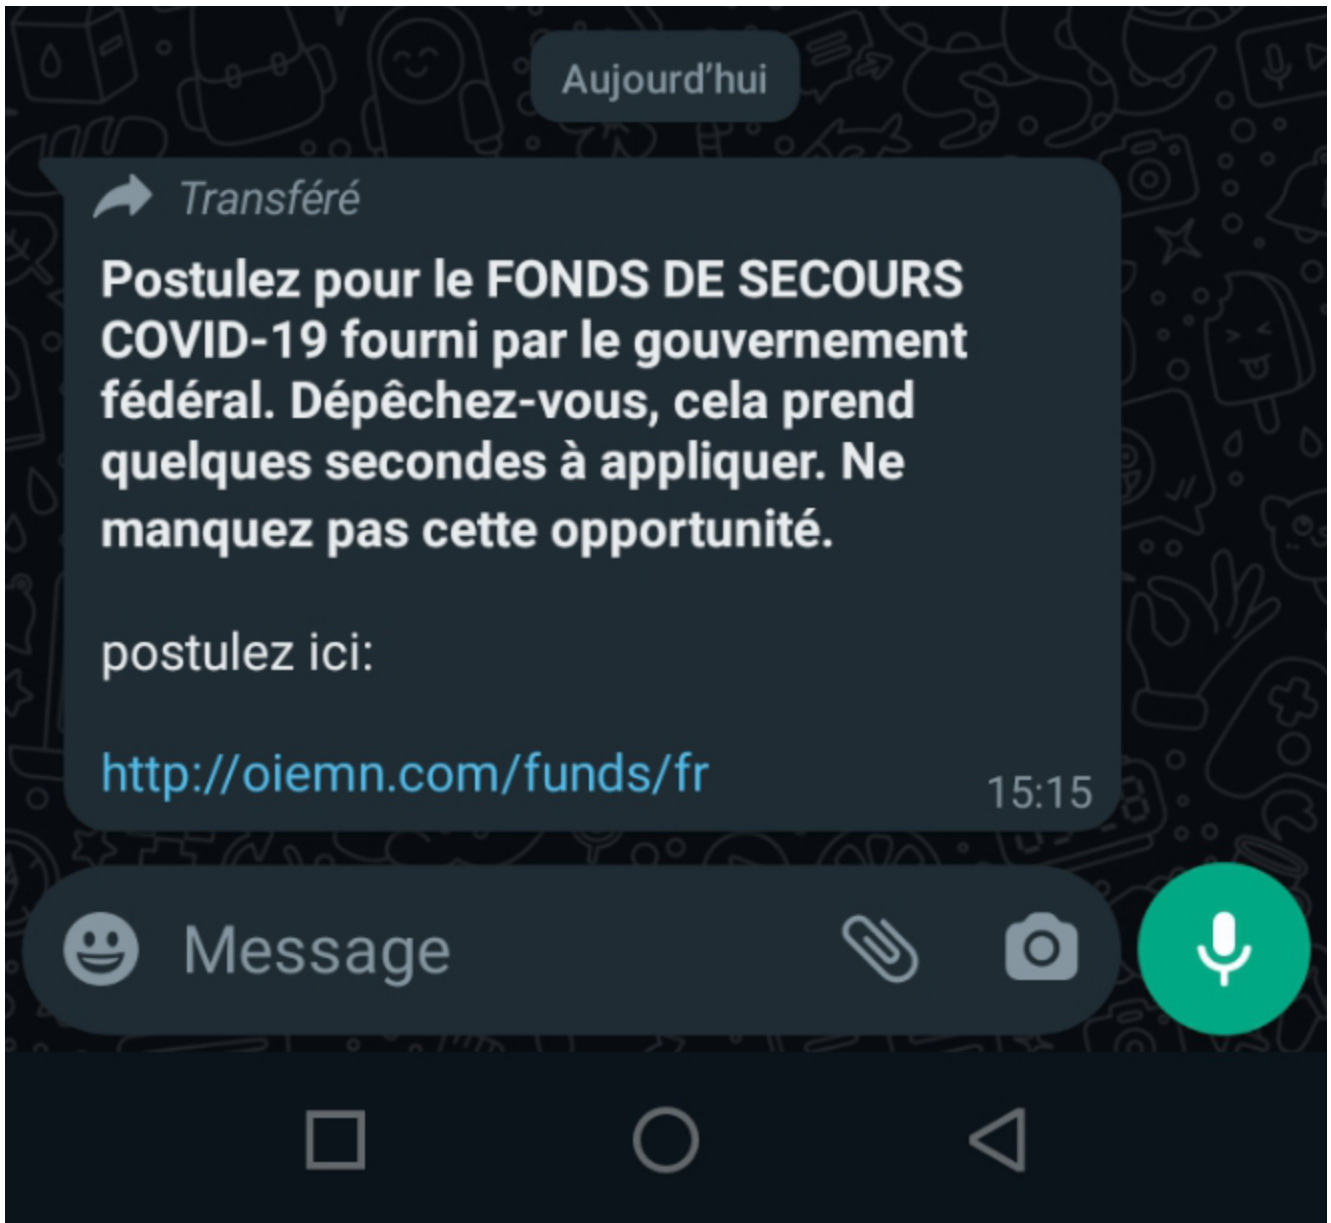 Aujourd’hui
Transféré
Postulez pour le FONDS DE SECOURS
COVID-19 fourni par le gouvernement
fédéral. Dépêchez-vous, cela prend
quelques secondes à appliquer. Ne
manquez pas cette opportunité.
postulez ici:
http://oiemn.com/funds/fr
15:15
Message